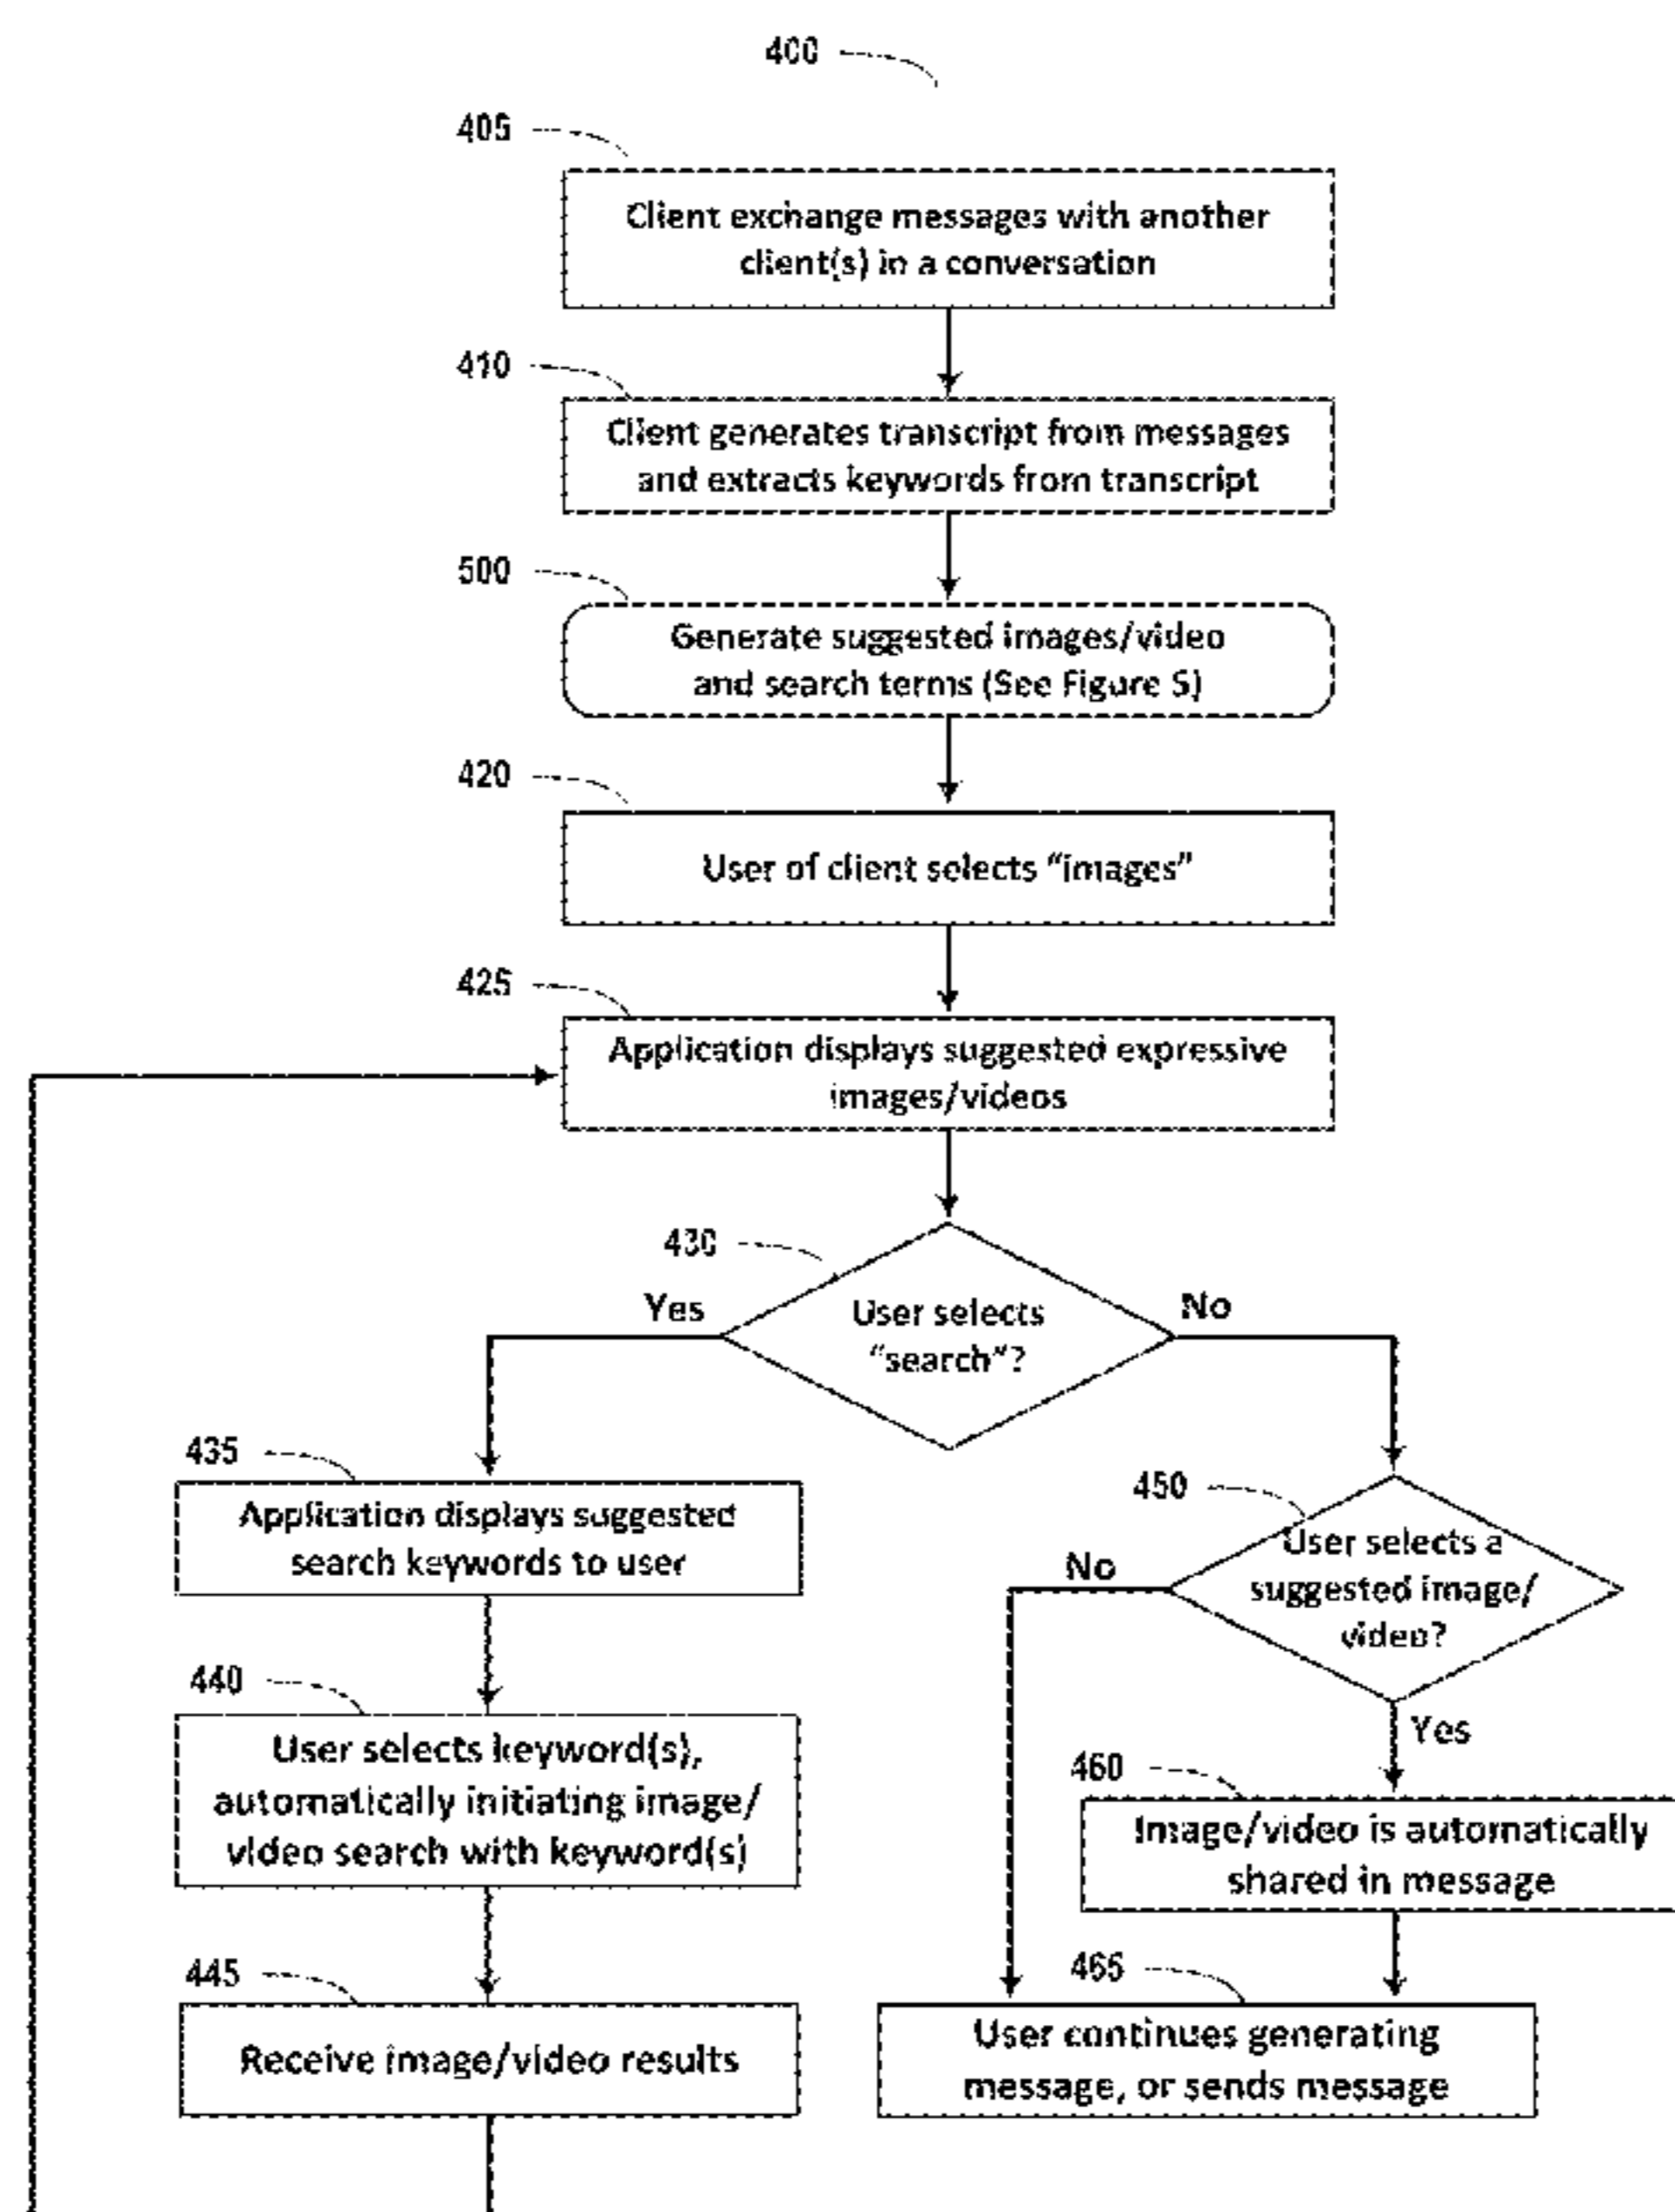 400
405
Client exchange messages with another
client(s) in a conversation
410
Client generates transcript from messages
and extracts keywords from transcript
500
Generate suggested images/video
and search terms (See Figure 5)
420
User of client selects “images”
425
Application displays suggested expressive
images/videos
430
Yes
User selects
“search”?
No
435
Application displays suggested
search keywords to user
450
User selects a
suggested image/
video?
No
Yes
440
User selects keyword(s),
automatically initiating image/
video search with keyword(s)
460
Image/video is automatically
shared in message
445
Receive image/video results
465
User continues generating
message, or sends message